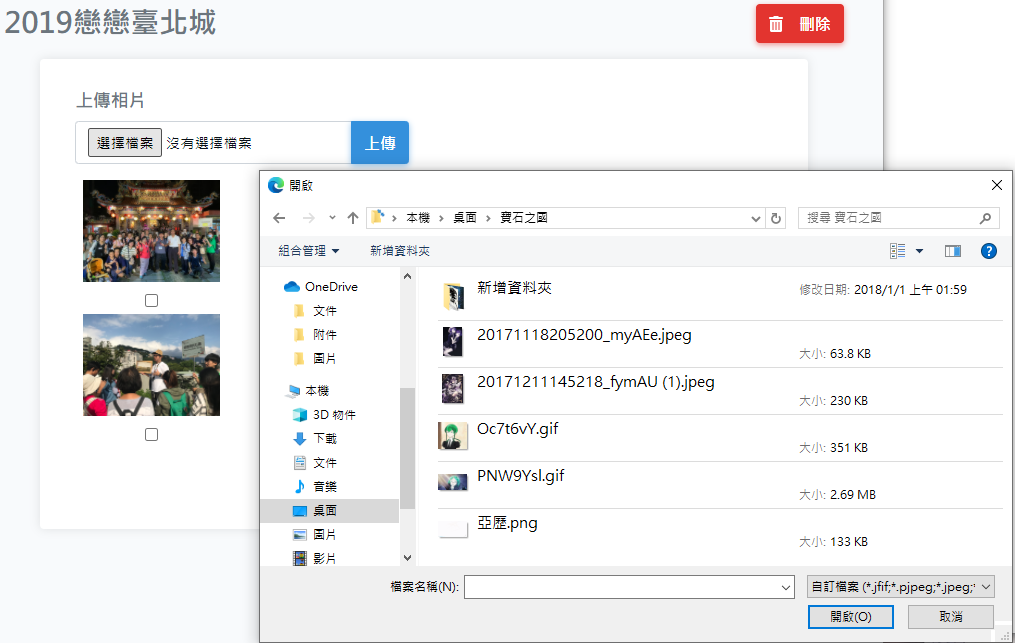 2019戀戀臺北城
刪除
上傳相片
選擇檔案 沒有選擇檔案
上傳
開啟
本機 > 桌面 > 寶石之國
搜尋 寶石之國
組合管理 新增資料夾
OneDrive
文件
附件
圖片
本機
3D 物件
下載
文件
音樂
桌面
圖片
影片
新增資料夾 修改日期: 2018/1/1 上午 01:59
20171118205200_myAEe.jpeg
大小: 63.8 KB
20171211145218_fymAU (1).jpeg
大小: 230 KB
Oc7t6vY.gif
大小: 351 KB
PNW9Ysl.gif
大小: 2.69 MB
亞歷.png
大小: 133 KB
檔案名稱(N):
自訂檔案 (*.jfif;*.pjpeg;*.jpeg;*
開啟(O)
取消